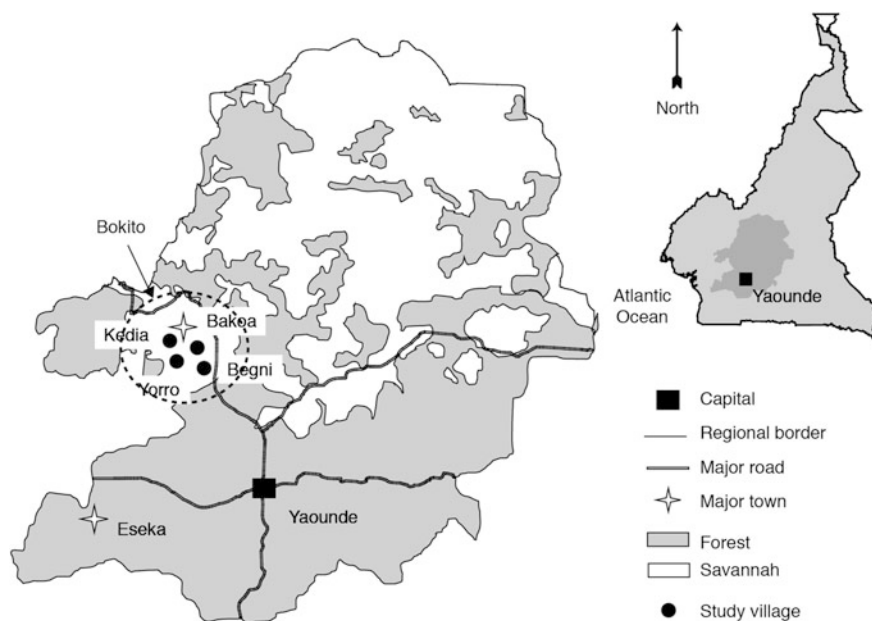 North
Bokito
Atlantic
Ocean
Yaounde
Kedia
Bakoa
Begni
Yorro
Eseka
Yaounde
Capital
Regional border
Major road
Major town
Forest
Savannah
Study village